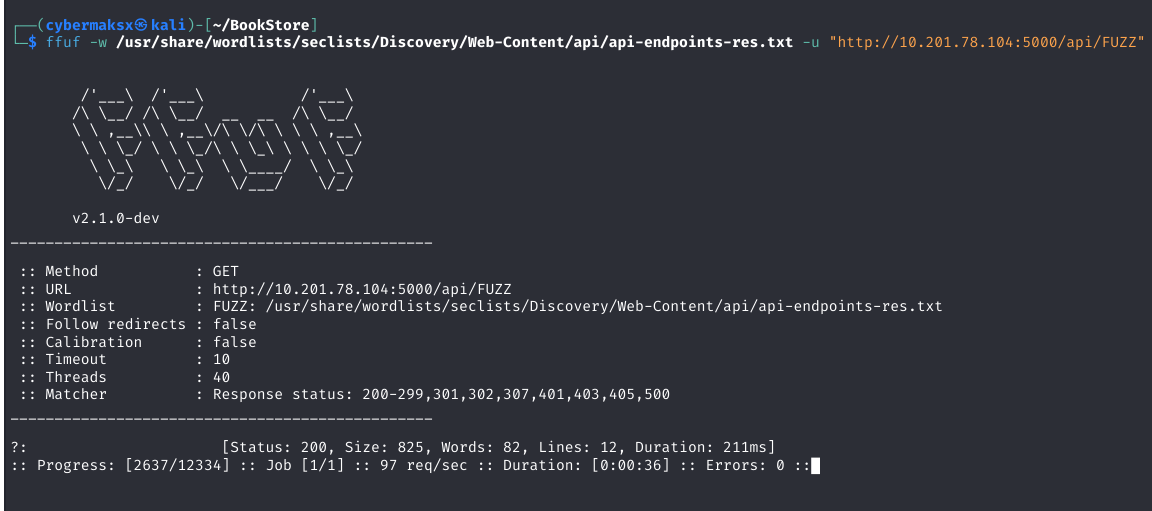 ┌──(cybermaksx㉿kali)-[~/BookStore]
└─$ ffuf -w /usr/share/wordlists/seclists/Discovery/Web-Content/api/api-endpoints-res.txt -u "http://10.201.78.104:5000/api/FUZZ"
        /'___\  /'___\           /'___\
       /\ \__/ /\ \__/  __  __  /\ \__/
       \ \ ,__\\ \ ,__\/\ \/\ \ \ \ ,__\
        \ \ \_/ \ \ \_/\ \ \_\ \ \ \ \_/
         \ \_\   \ \_\  \ \____/  \ \_\
          \/_/    \/_/   \/___/    \/_/
       v2.1.0-dev
________________________________________________
 :: Method           : GET
 :: URL              : http://10.201.78.104:5000/api/FUZZ
 :: Wordlist         : FUZZ: /usr/share/wordlists/seclists/Discovery/Web-Content/api/api-endpoints-res.txt
 :: Follow redirects : false
 :: Calibration      : false
 :: Timeout          : 10
 :: Threads          : 40
 :: Matcher          : Response status: 200-299,301,302,307,401,403,405,500
________________________________________________
?:                      [Status: 200, Size: 825, Words: 82, Lines: 12, Duration: 211ms]
:: Progress: [2637/12334] :: Job [1/1] :: 97 req/sec :: Duration: [0:00:36] :: Errors: 0 ::